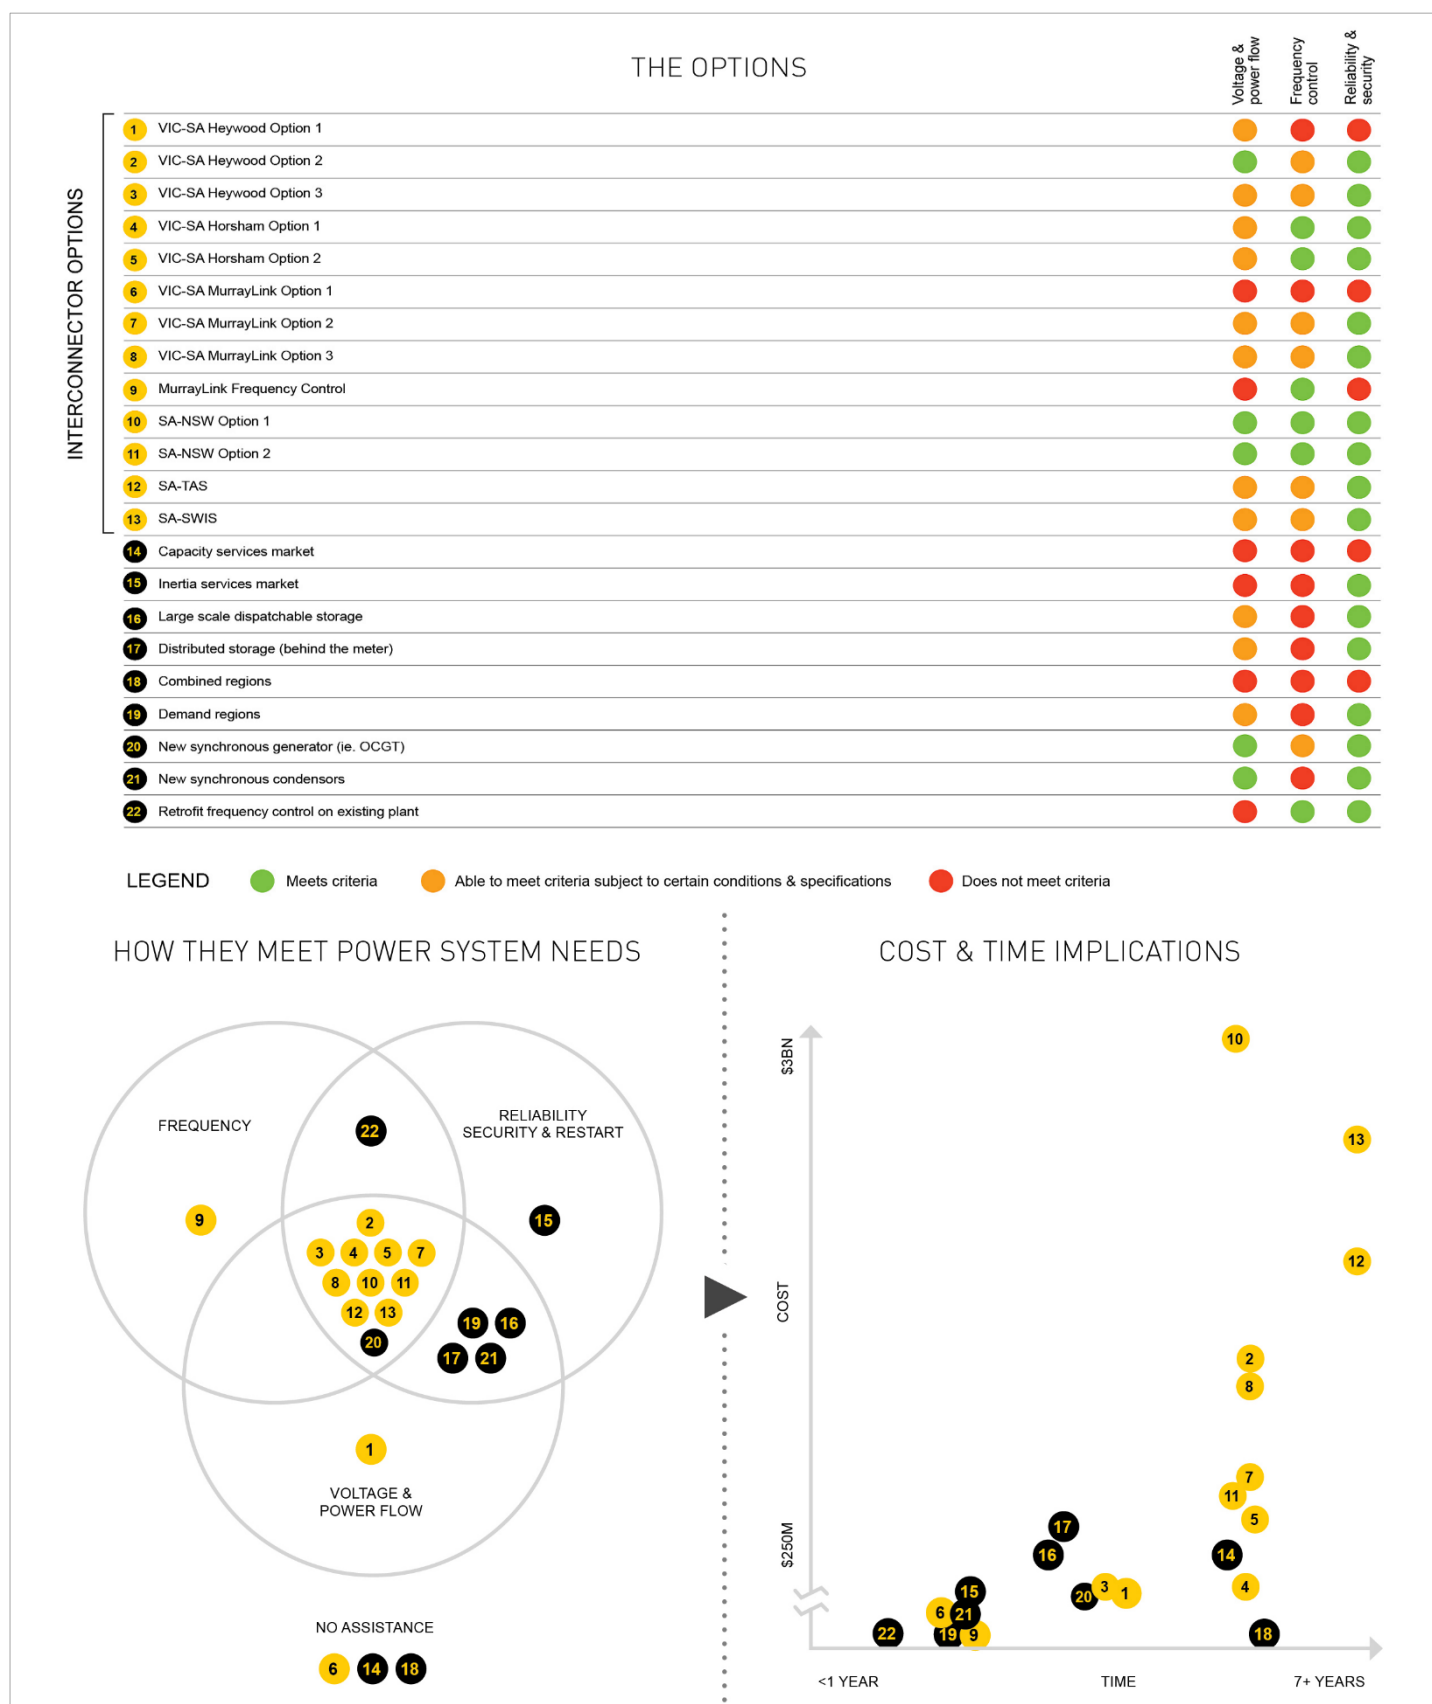 THE OPTIONS
Voltage &
power flow
Frequency
control
Reliability &
security
INTERCONNECTOR OPTIONS
1 VIC-SA Heywood Option 1
2 VIC-SA Heywood Option 2
3 VIC-SA Heywood Option 3
4 VIC-SA Horsham Option 1
5 VIC-SA Horsham Option 2
6 VIC-SA MurrayLink Option 1
7 VIC-SA MurrayLink Option 2
8 VIC-SA MurrayLink Option 3
9 MurrayLink Frequency Control
10 SA-NSW Option 1
11 SA-NSW Option 2
12 SA-TAS
13 SA-SWIS
14 Capacity services market
15 Inertia services market
16 Large scale dispatchable storage
17 Distributed storage (behind the meter)
18 Combined regions
19 Demand regions
20 New synchronous generator (ie. OCGT)
21 New synchronous condensors
22 Retrofit frequency control on existing plant
LEGEND Meets criteria Able to meet criteria subject to certain conditions & specifications Does not meet criteria
HOW THEY MEET POWER SYSTEM NEEDS
FREQUENCY
22
RELIABILITY
SECURITY & RESTART
9
15
2
3 4 5 7
8 10 11
12 13
20
19 16
17 21
1
VOLTAGE &
POWER FLOW
NO ASSISTANCE
6 14 18
COST & TIME IMPLICATIONS
$3BN
COST
$250M
10
13
12
2
8
7
11
5
17
16
14
3
4
15
20
1
6
21
22
19
9
18
<1 YEAR TIME 7+ YEARS